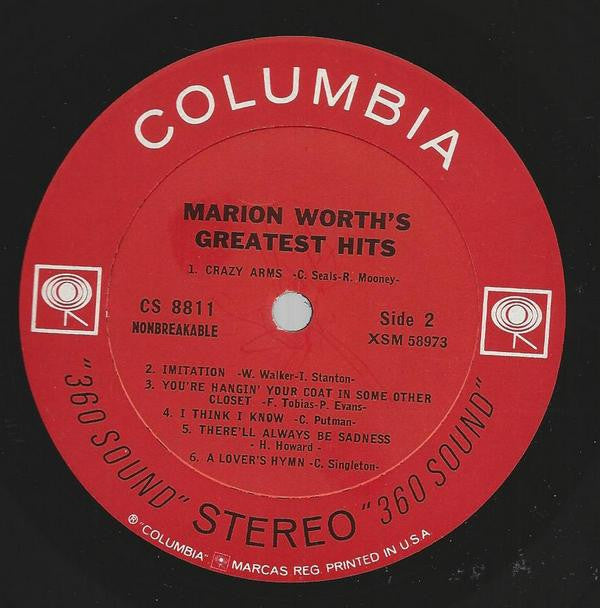 COLUMBIA
MARION WORTH'S
GREATEST HITS
1. CRAZY ARMS -C. Seals-R. Mooney-
CS 8811
NONBREAKABLE
Side 2
XSM 58973
2. IMITATION -W. Walker-I. Stanton-
3. YOU'RE HANGIN' YOUR COAT IN SOME OTHER
CLOSET -F. Tobias-P. Evans-
4. I THINK I KNOW -C. Putman-
5. THERE'LL ALWAYS BE SADNESS
- H. Howard -
6. A LOVER'S HYMN -C. Singleton-
"360 SOUND" STEREO "360 SOUND"
® "COLUMBIA" MARCAS REG. PRINTED IN U.S.A.